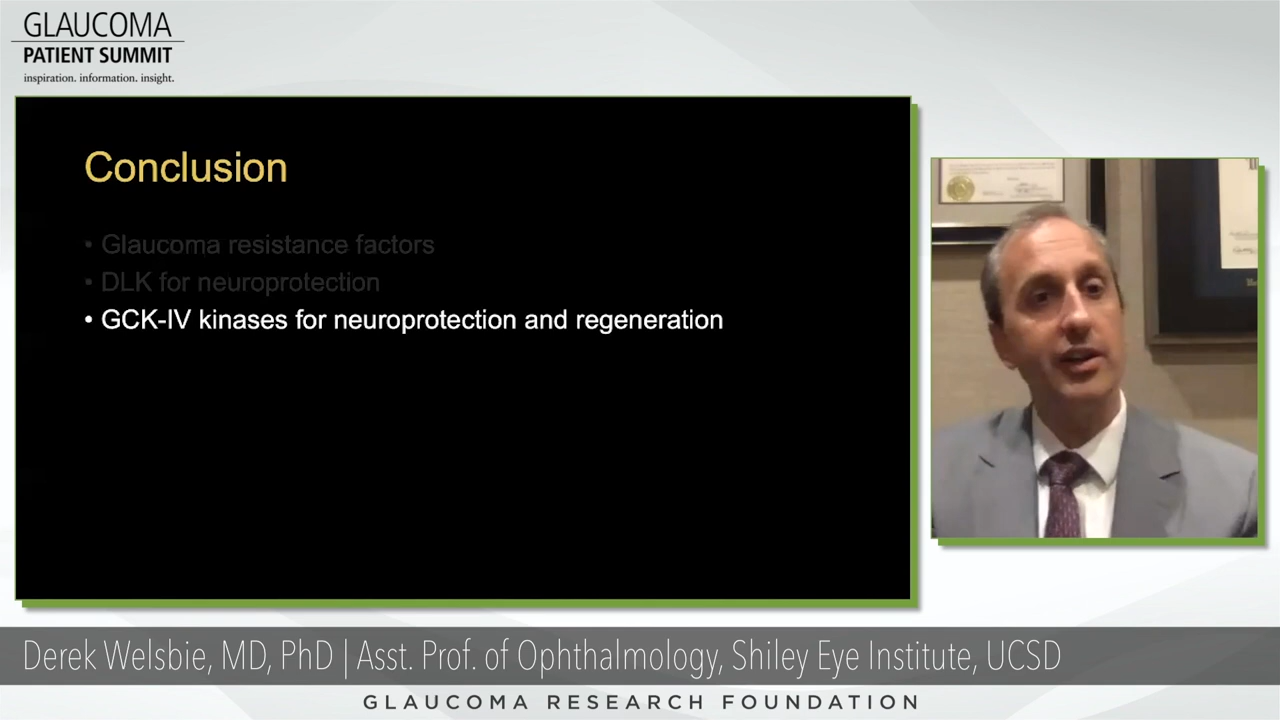 GLAUCOMA
PATIENT SUMMIT
inspiration. information. insight.
Conclusion
• Glaucoma resistance factors
• DLK for neuroprotection
• GCK-IV kinases for neuroprotection and regeneration
Derek Welsbie, MD, PhD | Asst. Prof. of Ophthalmology, Shiley Eye Institute, UCSD
GLAUCOMA RESEARCH FOUNDATION